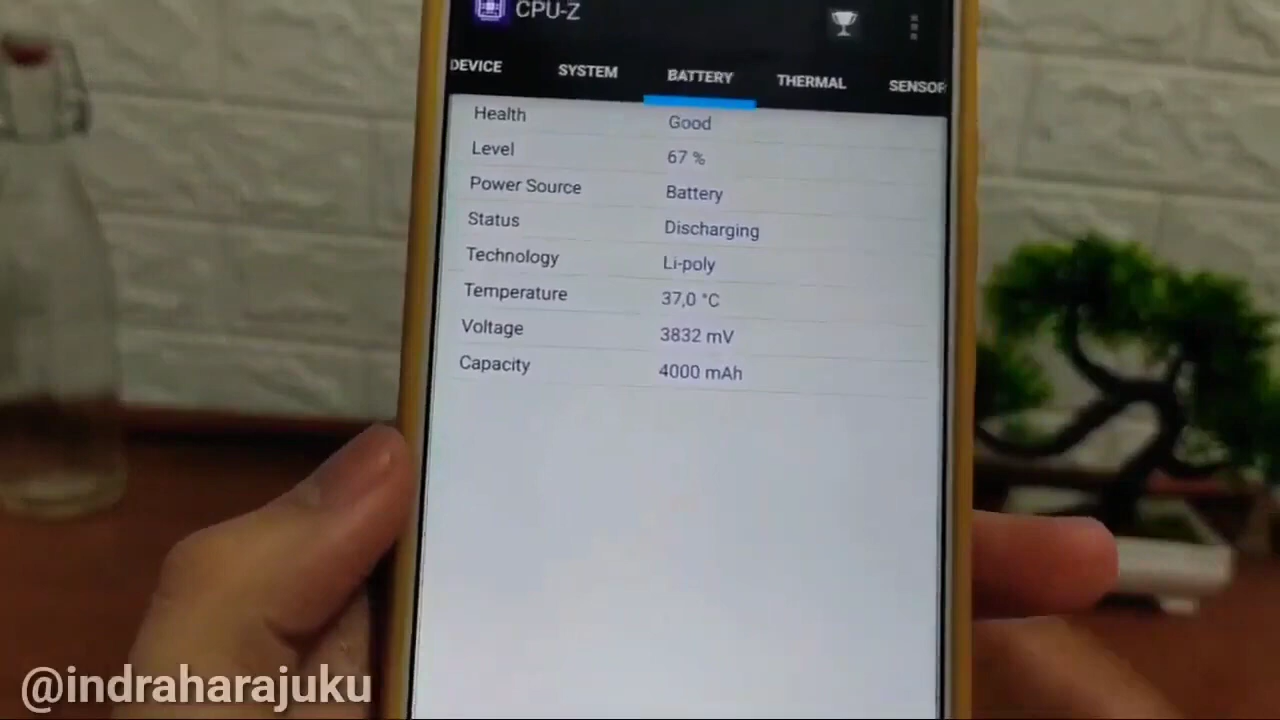 CPU-Z
DEVICE SYSTEM BATTERY THERMAL SENSOR
Health Good
Level 67 %
Power Source Battery
Status Discharging
Technology Li-poly
Temperature 37,0 °C
Voltage 3832 mV
Capacity 4000 mAh
@indraharajuku